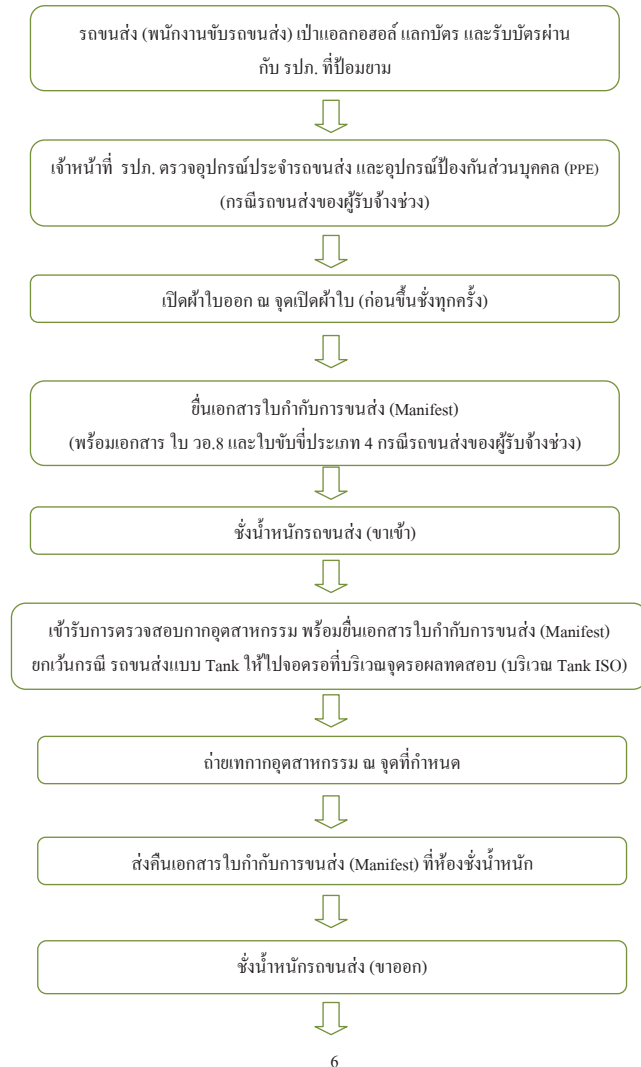 รถขนส่ง (พนักงานขับรถขนส่ง) เป่าแอลกอฮอล์ แลกบัตร และรับบัตรผ่าน
กับ รปภ. ที่ป้อมยาม
เจ้าหน้าที่ รปภ. ตรวจอุปกรณ์ประจำรถขนส่ง และอุปกรณ์ป้องกันส่วนบุคคล (PPE)
(กรณีรถขนส่งของผู้รับจ้างช่วง)
เปิดผ้าใบออก ณ จุดเปิดผ้าใบ (ก่อนขึ้นชั่งทุกครั้ง)
ยื่นเอกสารใบกำกับการขนส่ง (Manifest)
(พร้อมเอกสาร ใบ วอ.8 และใบขับขี่ประเภท 4 กรณีรถขนส่งของผู้รับจ้างช่วง)
ชั่งน้ำหนักรถขนส่ง (ขาเข้า)
เข้ารับการตรวจสอบกากอุตสาหกรรม พร้อมยื่นเอกสารใบกำกับการขนส่ง (Manifest)
ยกเว้นกรณี รถขนส่งแบบ Tank ให้ไปจอดรอที่บริเวณจุดรอผลทดสอบ (บริเวณ Tank ISO)
ถ่ายเทกากอุตสาหกรรม ณ จุดที่กำหนด
ส่งคืนเอกสารใบกำกับการขนส่ง (Manifest) ที่ห้องชั่งน้ำหนัก
ชั่งน้ำหนักรถขนส่ง (ขาออก)
6